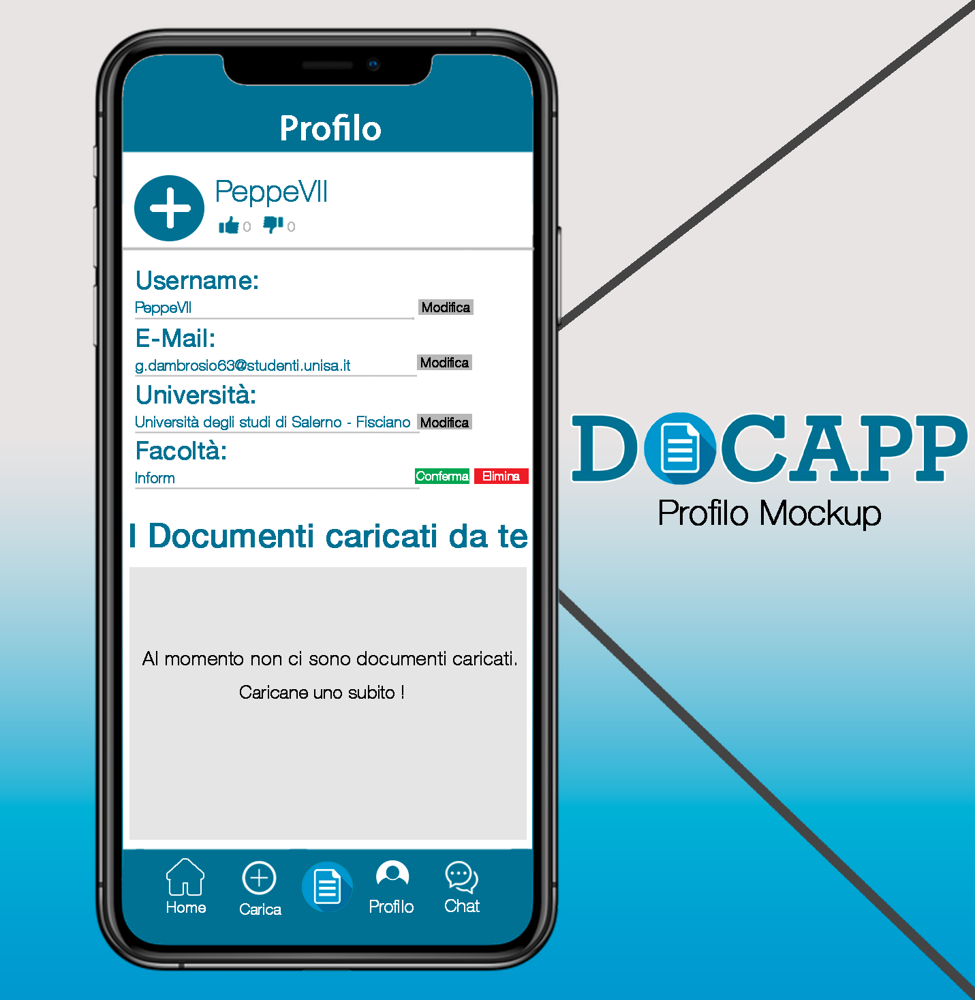 Profilo
PeppeVII
0 0
Username:
PeppeVII Modifica
E-Mail:
g.dambrosio63@studenti.unisa.it Modifica
Università:
Università degli studi di Salerno - Fisciano Modifica
Facoltà:
Inform Conferma Elimina
I Documenti caricati da te
Al momento non ci sono documenti caricati.
Caricane uno subito !
Home Carica Profilo Chat
DOCAPP
Profilo Mockup